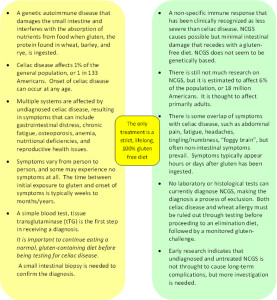 • A genetic autoimmune disease that
damages the small intestine and
interferes with the absorption of
nutrients from food when gluten, the
protein found in wheat, barley, and
rye, is ingested.
• Celiac disease affects 1% of the
general population, or 1 in 133
Americans. Onset of celiac disease
can occur at any age.
• Multiple systems are affected by
undiagnosed celiac disease, resulting
in symptoms that can include
gastrointestinal distress, chronic
fatigue, osteoporosis, anemia,
nutritional deficiencies, and
reproductive health issues.
• Symptoms vary from person to
person, and some may experience no
symptoms at all. The time between
initial exposure to gluten and onset of
symptoms is typically weeks to
months/years.
• A simple blood test, tissue
transglutaminase (tTG) is the first step
in receiving a diagnosis.
It is important to continue eating a
normal, gluten-containing diet before
being testing for celiac disease.
A small intestinal biopsy is needed to
confirm the diagnosis.
The only
treatment is a
strict, lifelong,
100% gluten
free diet
• A non-specific immune response that
has been clinically recognized as less
severe than celiac disease. NCGS
causes possible but minimal intestinal
damage that recedes with a gluten-
free diet. NCGS does not seem to be
genetically based.
• There is still not much research on
NCGS, but it is estimated to affect 6%
of the population, or 18 million
Americans. It is thought to affect
primarily adults.
• There is some overlap of symptoms
with celiac disease, such as abdominal
pain, fatigue, headaches,
tingling/numbness, "foggy brain", but
often non-intestinal symptoms
prevail. Symptoms typically appear
hours or days after gluten has been
ingested.
• No laboratory or histological tests can
currently diagnose NCGS, making the
diagnosis a process of exclusion. Both
celiac disease and wheat allergy must
be ruled out through testing before
proceeding to an elimination diet,
followed by a monitored gluten-
challenge.
• Early research indicates that
undiagnosed and untreated NCGS is
not thought to cause long-term
complications, but more investigation
is needed.